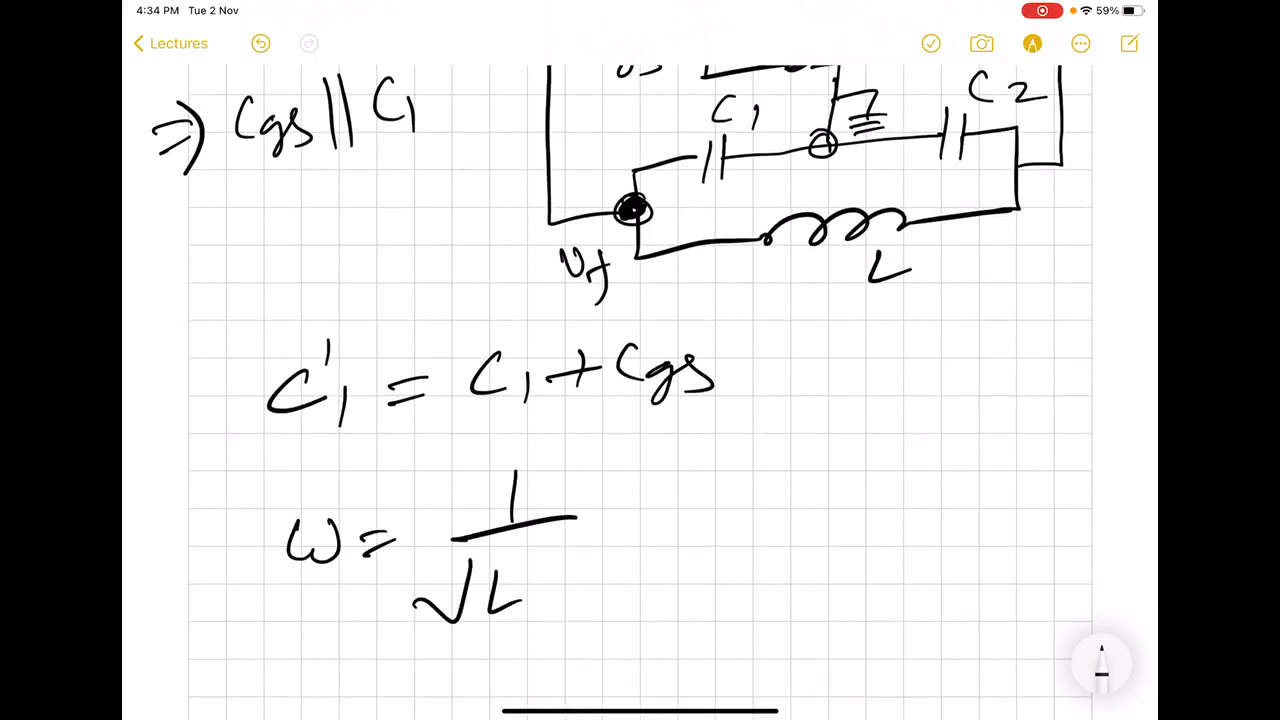 4:34 PM Tue 2 Nov
59%
Lectures
⇒ Cgs || C1
C1
C2
Vf
L
C'1 = C1 + Cgs
ω = 1 / √L